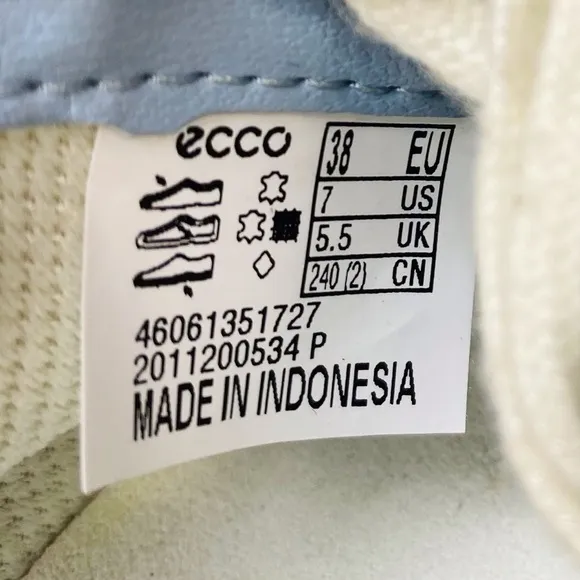 ecco
38 EU
7 US
5.5 UK
240 (2) CN
46061351727
2011200534 P
MADE IN INDONESIA